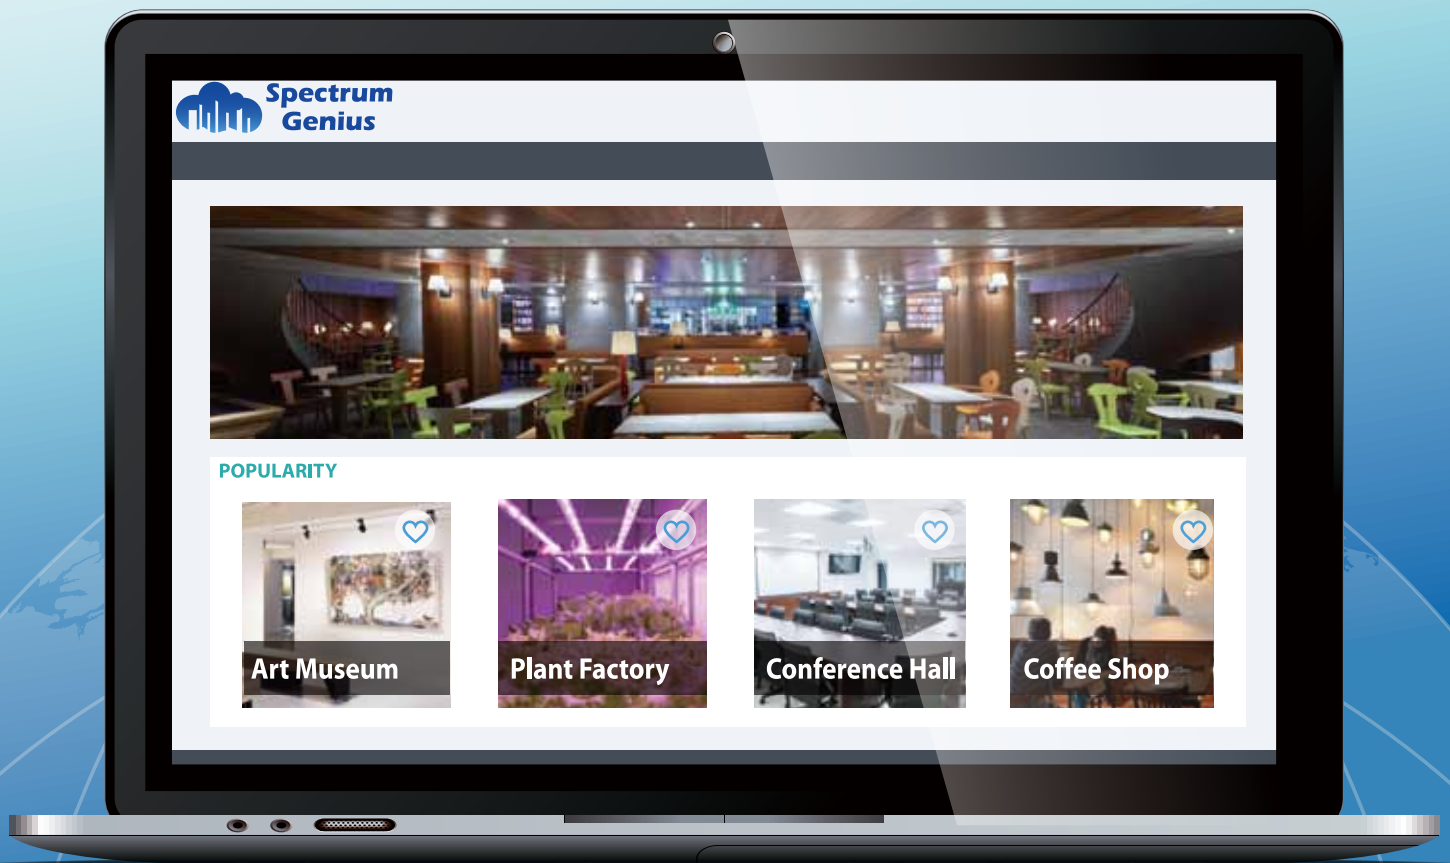 Spectrum
Genius
POPULARITY
Art Museum
Plant Factory
Conference Hall
Coffee Shop